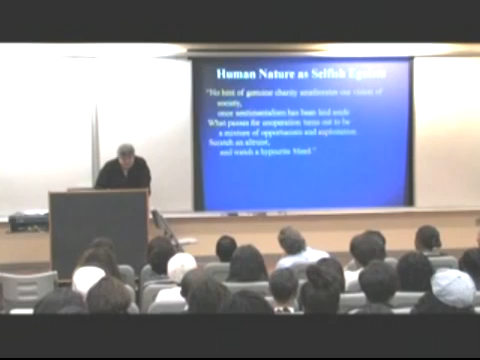 Human Nature as Selfish Egoism
"No hint of genuine charity ameliorates our vision of
society,
once sentimentalism has been laid aside
What passes for cooperation turns out to be
a mixture of opportunism and exploitation.
Scratch an altruist,
and watch a hypocrite bleed."